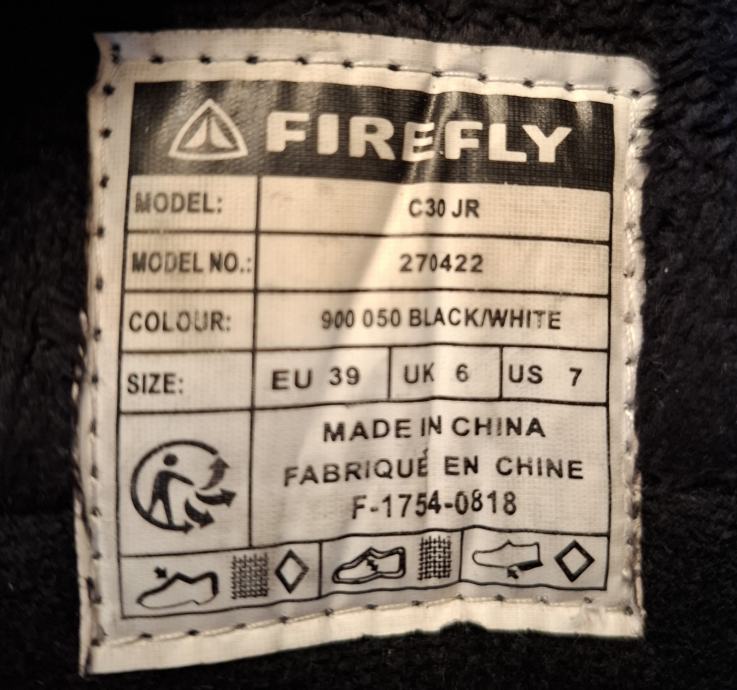 FIREFLY
MODEL: C30 JR
MODEL NO.: 270422
COLOUR: 900 050 BLACK/WHITE
SIZE: EU 39 UK 6 US 7
MADE IN CHINA
FABRIQUÉ EN CHINE
F-1754-0818